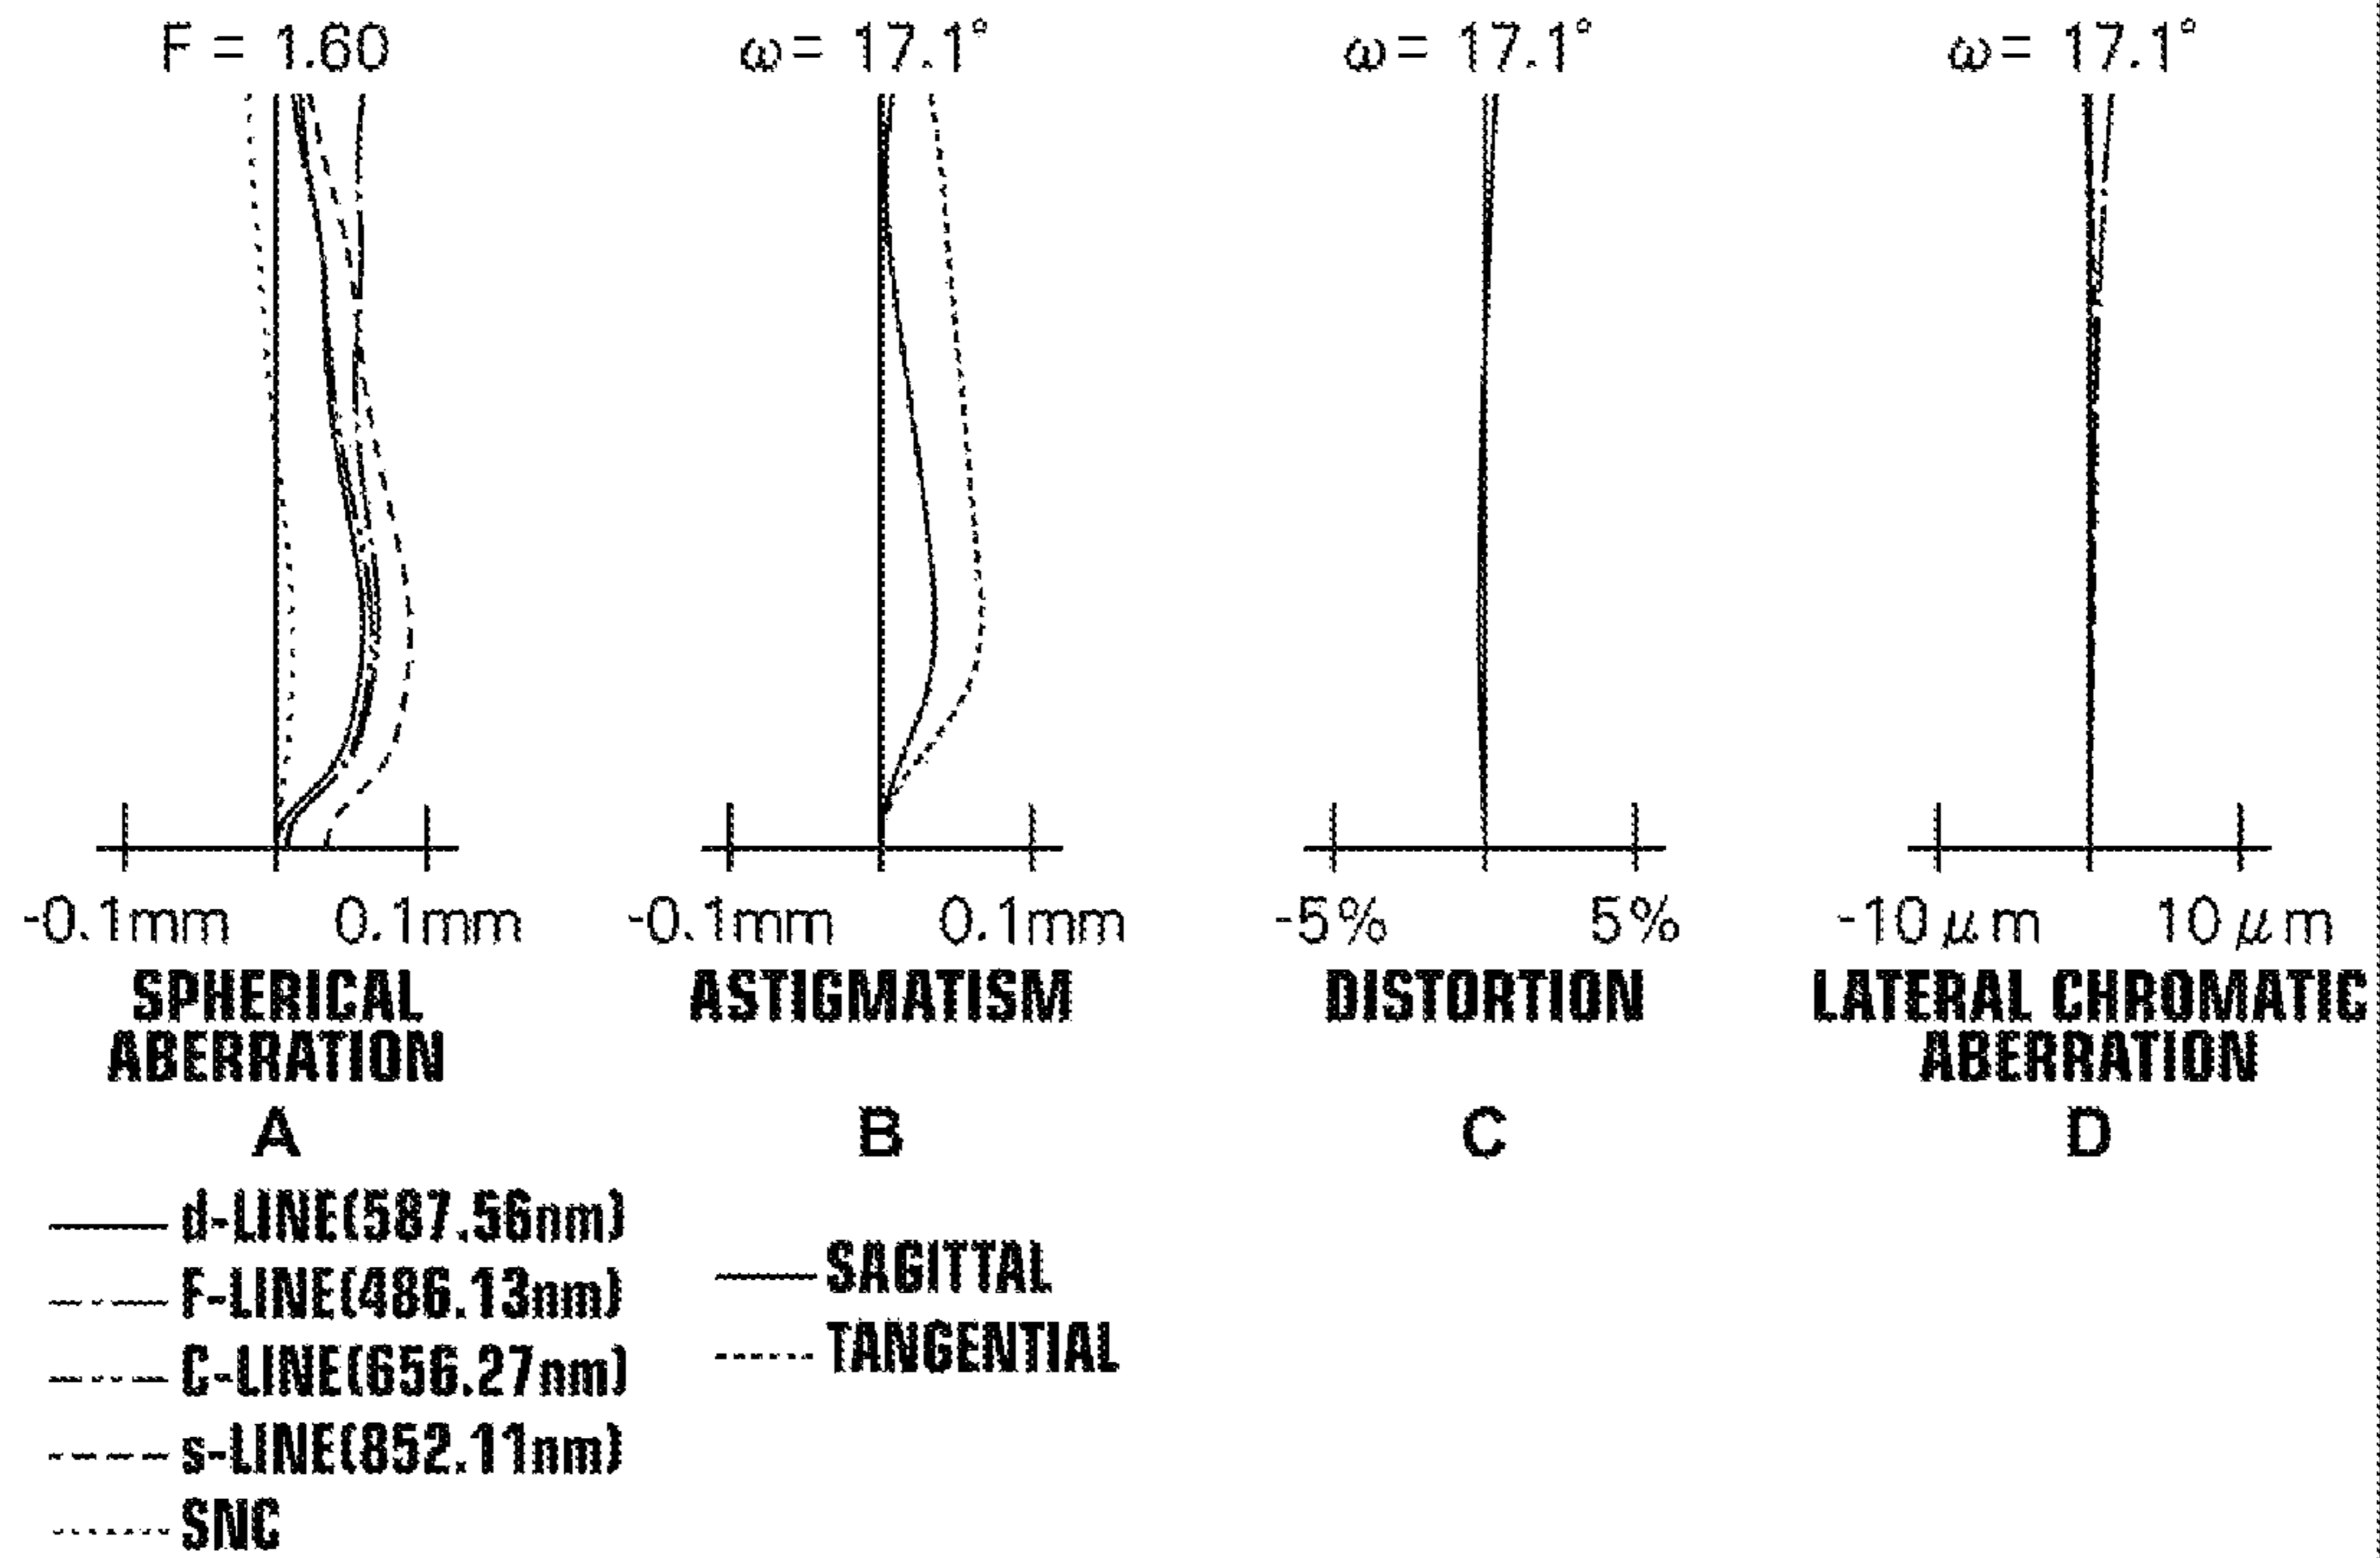 F = 1.60
ω= 17.1°
ω= 17.1°
ω= 17.1°
-0.1mm 0.1mm
-0.1mm 0.1mm
-5% 5%
-10μm 10μm
SPHERICAL
ABERRATION
ASTIGMATISM
DISTORTION
LATERAL CHROMATIC
ABERRATION
A
B
C
D
d-LINE(587.56nm)
F-LINE(486.13nm)
C-LINE(656.27nm)
s-LINE(852.11nm)
SNC
SAGITTAL
TANGENTIAL